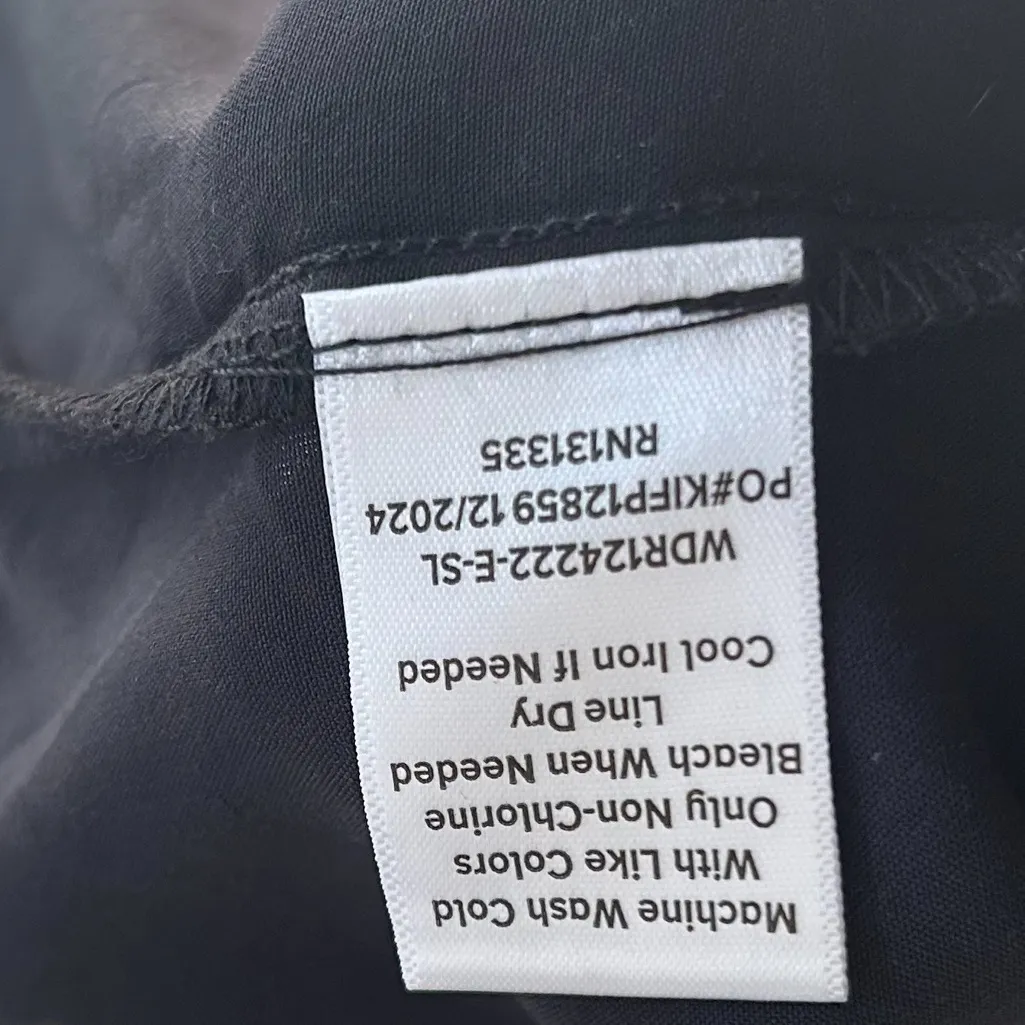 Machine Wash Cold
With Like Colors
Only Non-Chlorine
Bleach When Needed
Line Dry
Cool Iron If Needed
WDR124222-E-SL
PO#KIFP12859 12/2024
RN131335